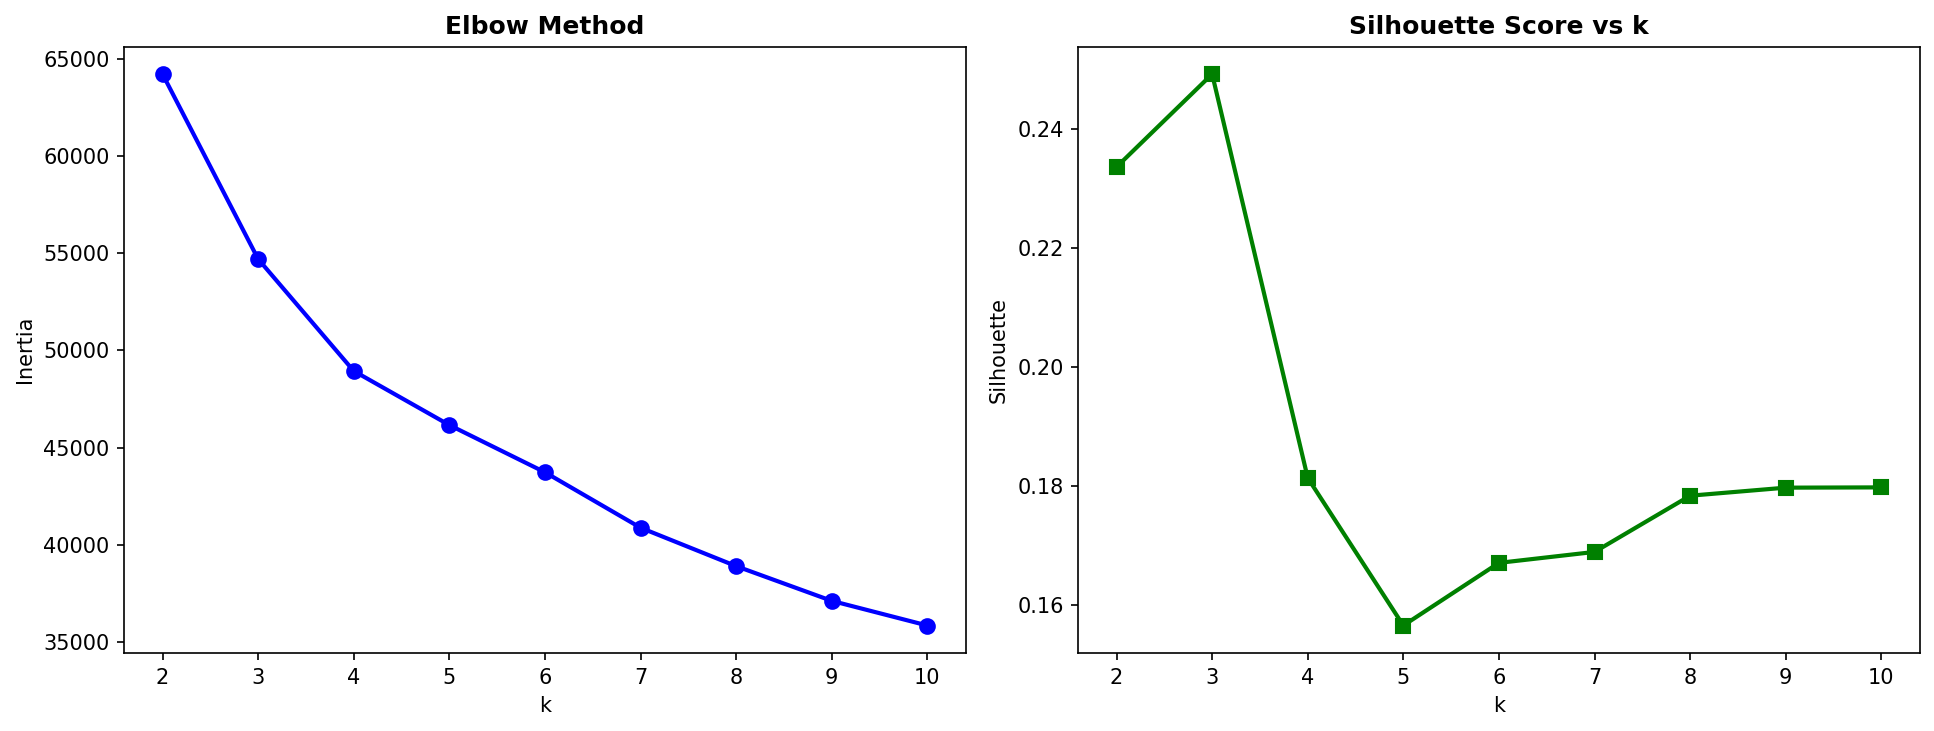 Elbow Method
65000
60000
55000
50000
45000
40000
35000
Inertia
2 3 4 5 6 7 8 9 10
k
Silhouette Score vs k
0.24
0.22
0.20
0.18
0.16
Silhouette
2 3 4 5 6 7 8 9 10
k